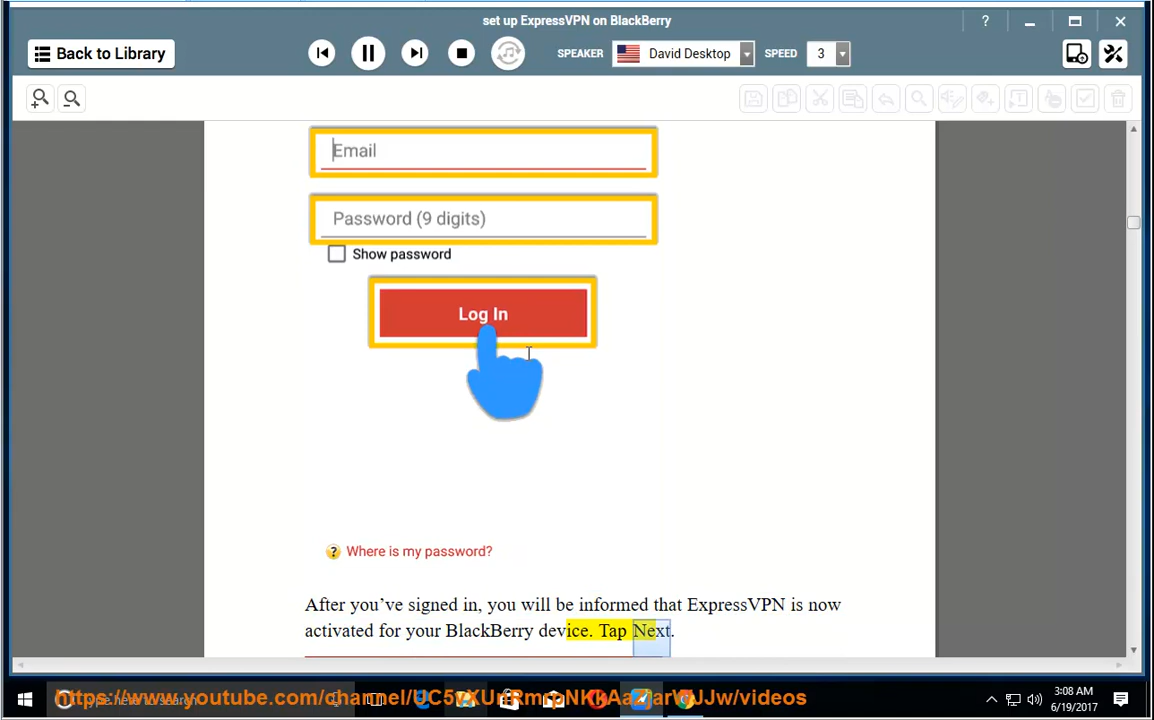 set up ExpressVPN on BlackBerry
?
Back to Library
SPEAKER
David Desktop
SPEED
3
Email
Password (9 digits)
Show password
Log In
? Where is my password?
After you've signed in, you will be informed that ExpressVPN is now
activated for your BlackBerry device. Tap Next.
3:08 AM
6/19/2017